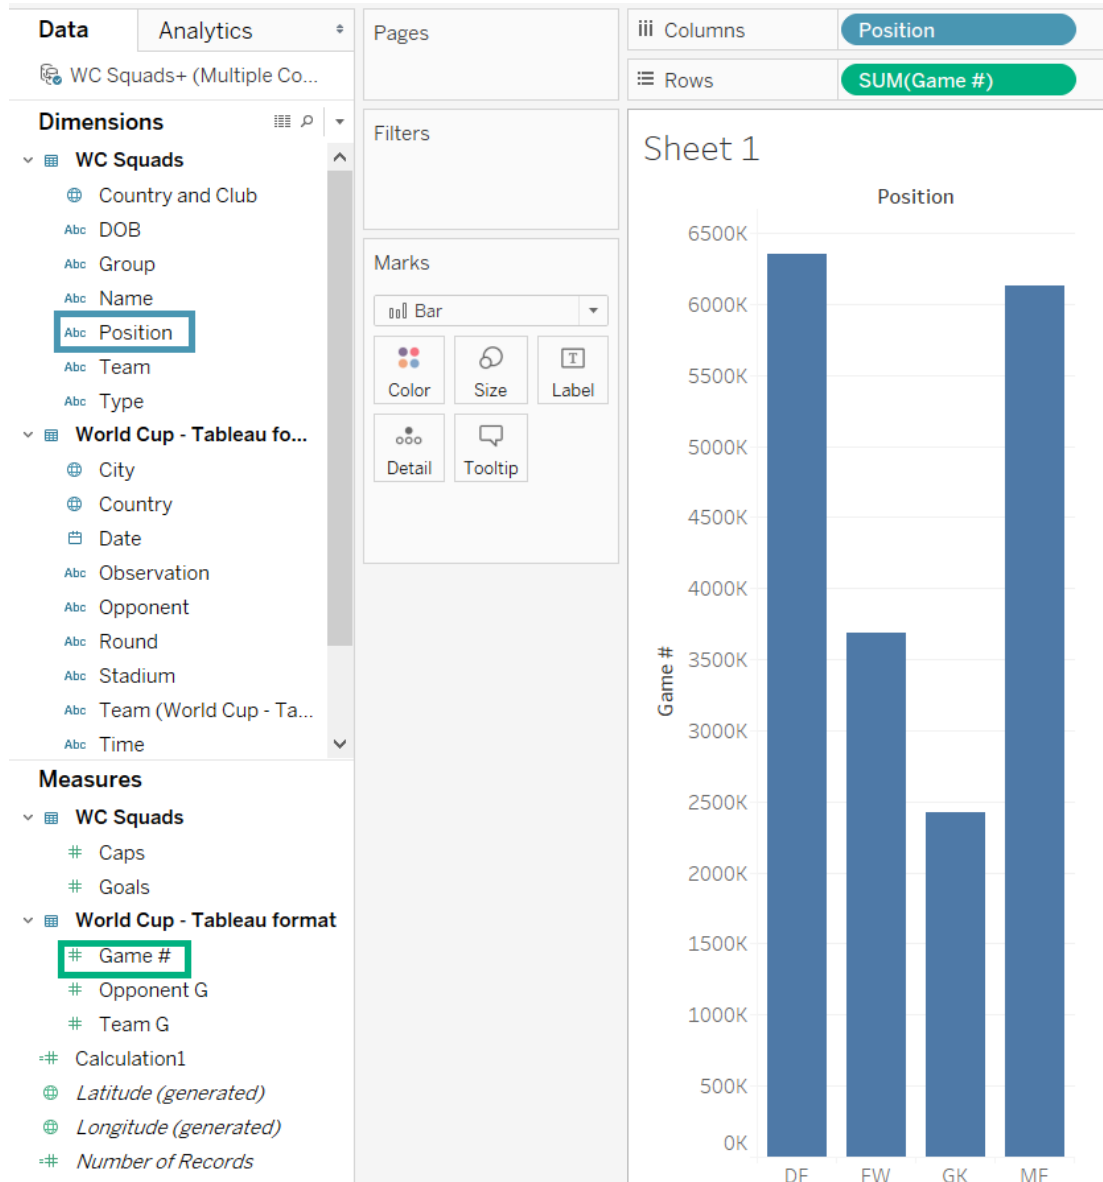 Data
Analytics
WC Squads+ (Multiple Co...
Dimensions
WC Squads
Country and Club
Abc DOB
Abc Group
Abc Name
Abc Position
Abc Team
Abc Type
World Cup - Tableau fo...
City
Country
Date
Abc Observation
Abc Opponent
Abc Round
Abc Stadium
Abc Team (World Cup - Ta...
Abc Time
Measures
WC Squads
# Caps
# Goals
World Cup - Tableau format
# Game #
# Opponent G
# Team G
=# Calculation1
Latitude (generated)
Longitude (generated)
=# Number of Records
Pages
Filters
Marks
Bar
Color
Size
T
Label
Detail
Tooltip
iii Columns
Position
Rows
SUM(Game #)
Sheet 1
Position
6500K
6000K
5500K
5000K
4500K
4000K
3500K
3000K
2500K
2000K
1500K
1000K
500K
0K
Game #
DF
FW
GK
MF